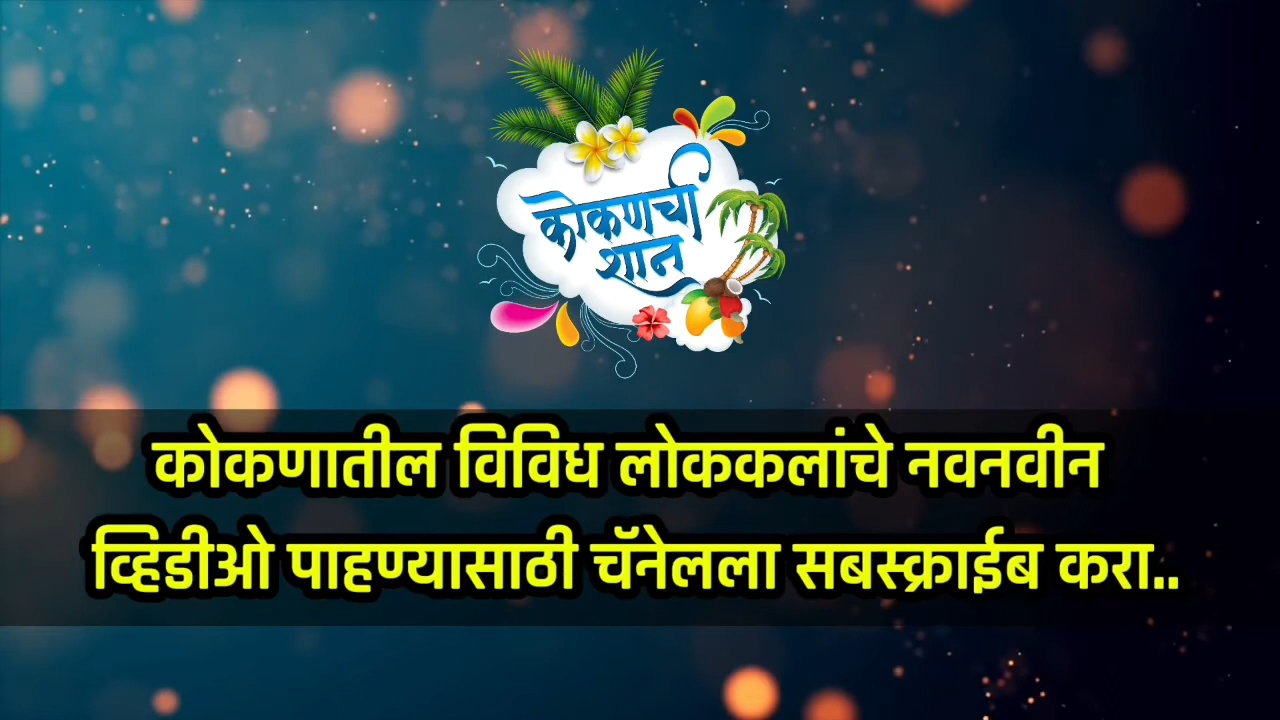 कोकणची
शान
कोकणातील विविध लोककलांचे नवनवीन
व्हिडीओ पाहण्यासाठी चॅनेलला सबस्क्राईब करा..